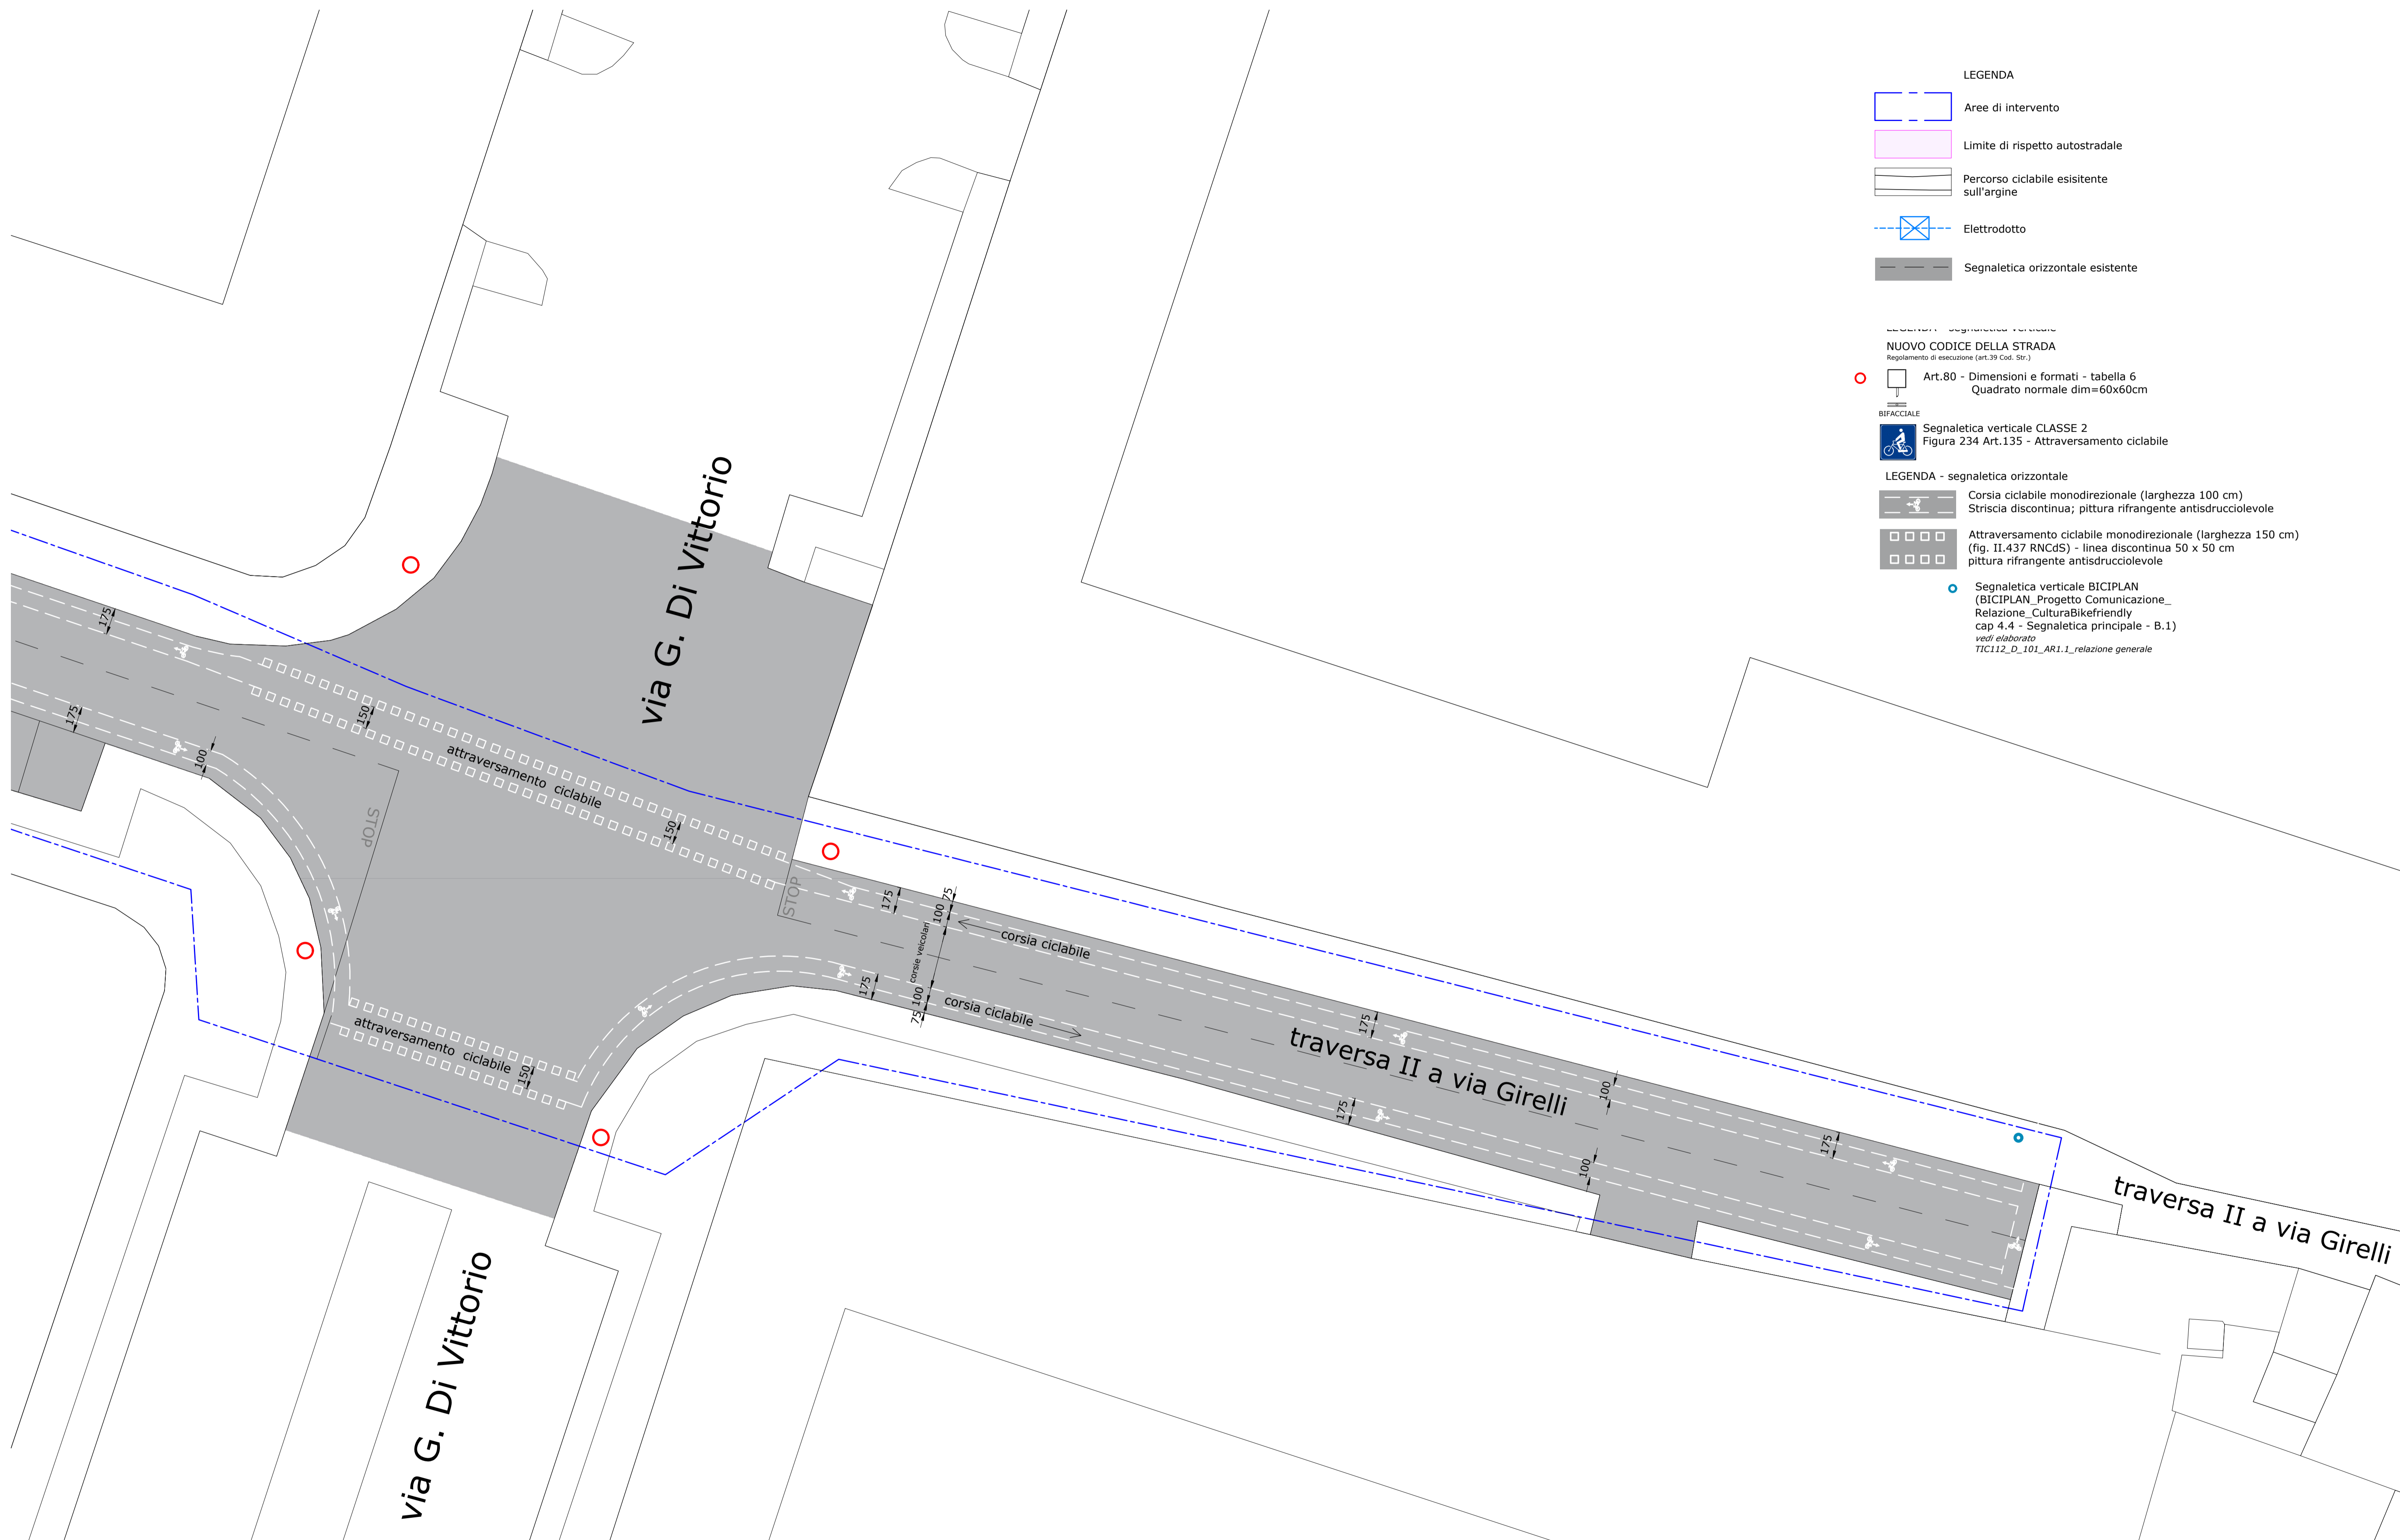 LEGENDA
Aree di intervento
Limite di rispetto autostradale
Percorso ciclabile esisitente
sull'argine
Elettrodotto
Segnaletica orizzontale esistente
LEGENDA - segnaletica verticale
NUOVO CODICE DELLA STRADA
Regolamento di esecuzione (art.39 Cod. Str.)
Art.80 - Dimensioni e formati - tabella 6
Quadrato normale dim=60x60cm
BIFACCIALE
Segnaletica verticale CLASSE 2
Figura 234 Art.135 - Attraversamento ciclabile
LEGENDA - segnaletica orizzontale
Corsia ciclabile monodirezionale (larghezza 100 cm)
Striscia discontinua; pittura rifrangente antisdrucciolevole
Attraversamento ciclabile monodirezionale (larghezza 150 cm)
(fig. II.437 RNCdS) - linea discontinua 50 x 50 cm
pittura rifrangente antisdrucciolevole
Segnaletica verticale BICIPLAN
(BICIPLAN_Progetto Comunicazione_
Relazione_CulturaBikefriendly
cap 4.4 - Segnaletica principale - B.1)
vedi elaborato
TIC112_D_101_AR1.1_relazione generale
via G. Di Vittorio
175
175
100
150
attraversamento ciclabile
150
STOP
STOP
175
75
100
corsie veicolari
100
75
175
corsia ciclabile
corsia ciclabile
attraversamento ciclabile
150
175
175
traversa II a via Girelli
100
100
175
traversa II a via Girelli
via G. Di Vittorio